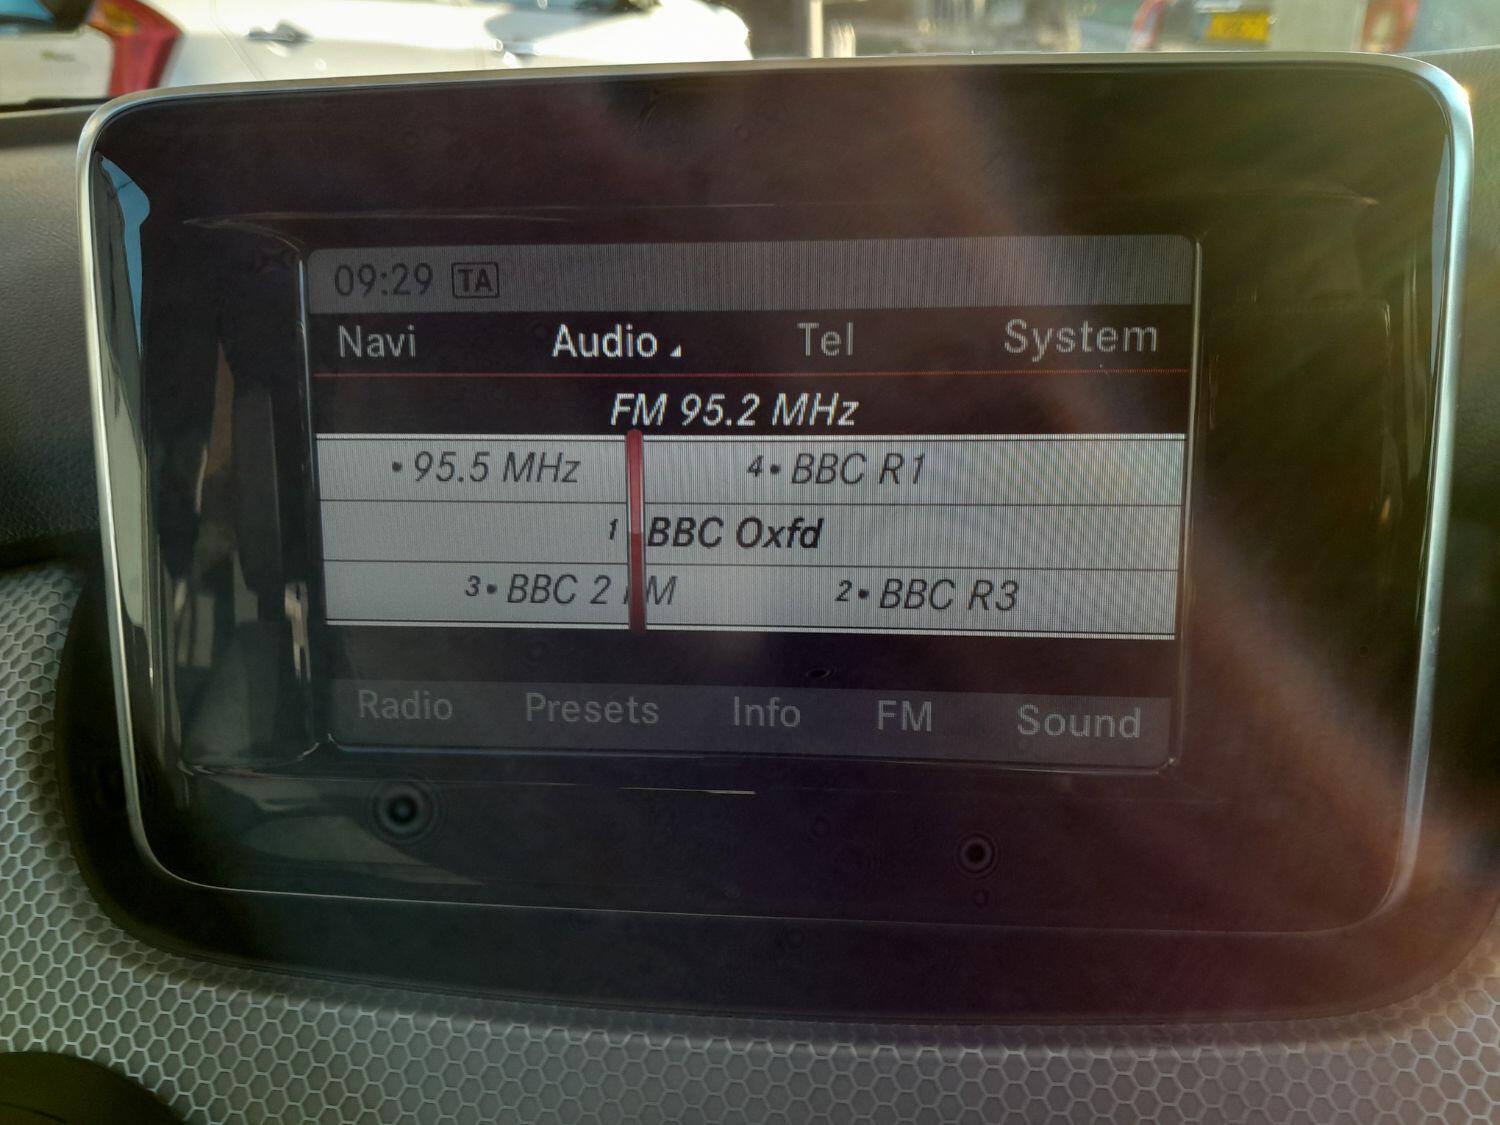 09:29 TA
Navi Audio Tel System
FM 95.2 MHz
• 95.5 MHz 4• BBC R1
1 BBC Oxfd
3• BBC 2 FM 2• BBC R3
Radio Presets Info FM Sound